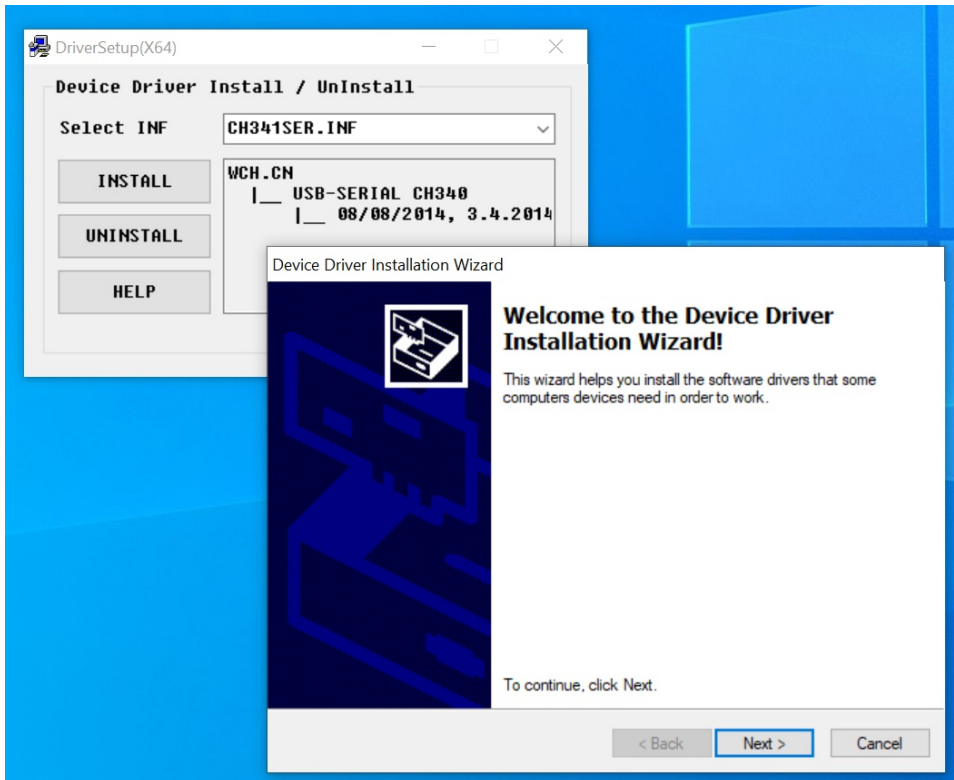 DriverSetup(X64)
Device Driver Install / UnInstall
Select INF
CH341SER.INF
INSTALL
UNINSTALL
HELP
WCH.CN
|__ USB-SERIAL CH340
|__ 08/08/2014, 3.4.2014
Device Driver Installation Wizard
Welcome to the Device Driver
Installation Wizard!
This wizard helps you install the software drivers that some
computers devices need in order to work.
To continue, click Next.
< Back
Next >
Cancel